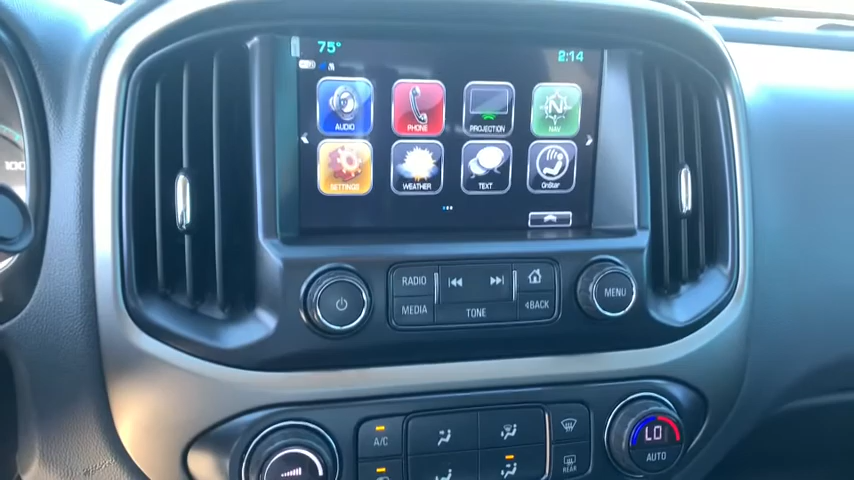 75° 2:14
AUDIO PHONE PROJECTION NAV
SETTINGS WEATHER TEXT OnStar
100
RADIO
MENU
MEDIA TONE BACK
A/C
LO
AUTO
REAR